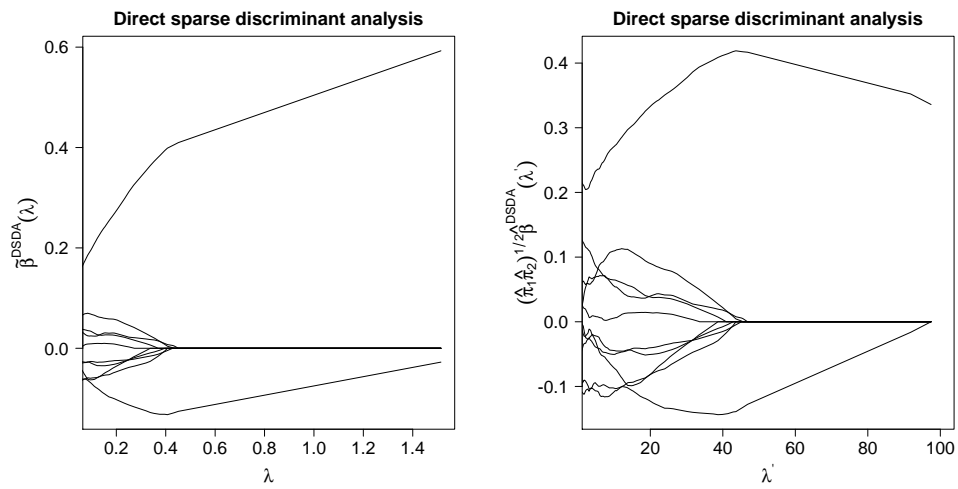 Direct sparse discriminant analysis
0.6
0.4
0.2
0.0
β̃^DSDA(λ)
0.2 0.4 0.6 0.8 1.0 1.2 1.4
λ
Direct sparse discriminant analysis
0.4
0.3
0.2
0.1
0.0
-0.1
(π̂₁π̂₂)^1/2 β̂^DSDA(λ')
20 40 60 80 100
λ'